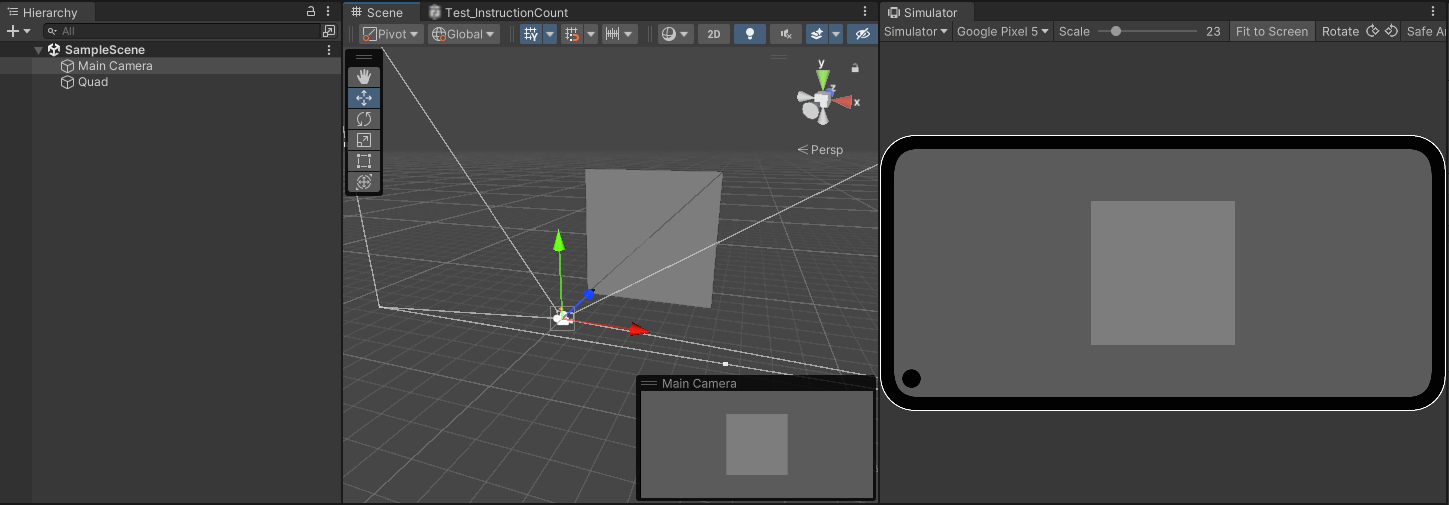 Hierarchy
All
SampleScene
Main Camera
Quad
Scene
Test_InstructionCount
Pivot
Global
2D
y
z
x
Persp
Main Camera
Simulator
Simulator
Google Pixel 5
Scale
23
Fit to Screen
Rotate
Safe Ar